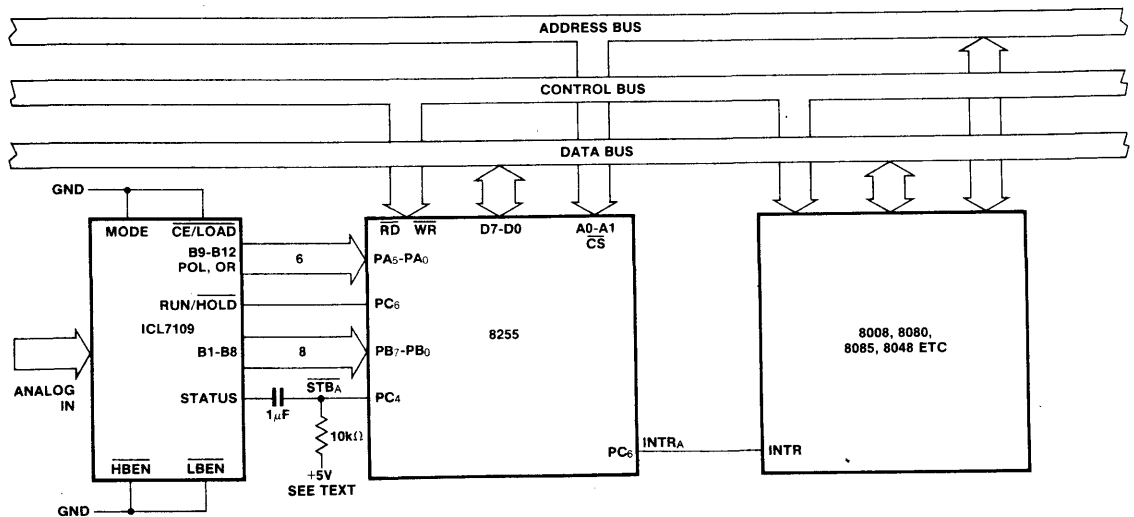 ADDRESS BUS
CONTROL BUS
DATA BUS
GND
MODE
CE/LOAD
B9-B12
POL, OR
6
RUN/HOLD
ICL7109
B1-B8
8
STATUS
1μF
STBA
10kΩ
+5V
SEE TEXT
HBEN
LBEN
GND
ANALOG
IN
RD WR
D7-D0
A0-A1
CS
PA5-PA0
PC6
8255
PB7-PB0
PC4
PC6
INTRA
INTR
8008, 8080,
8085, 8048 ETC